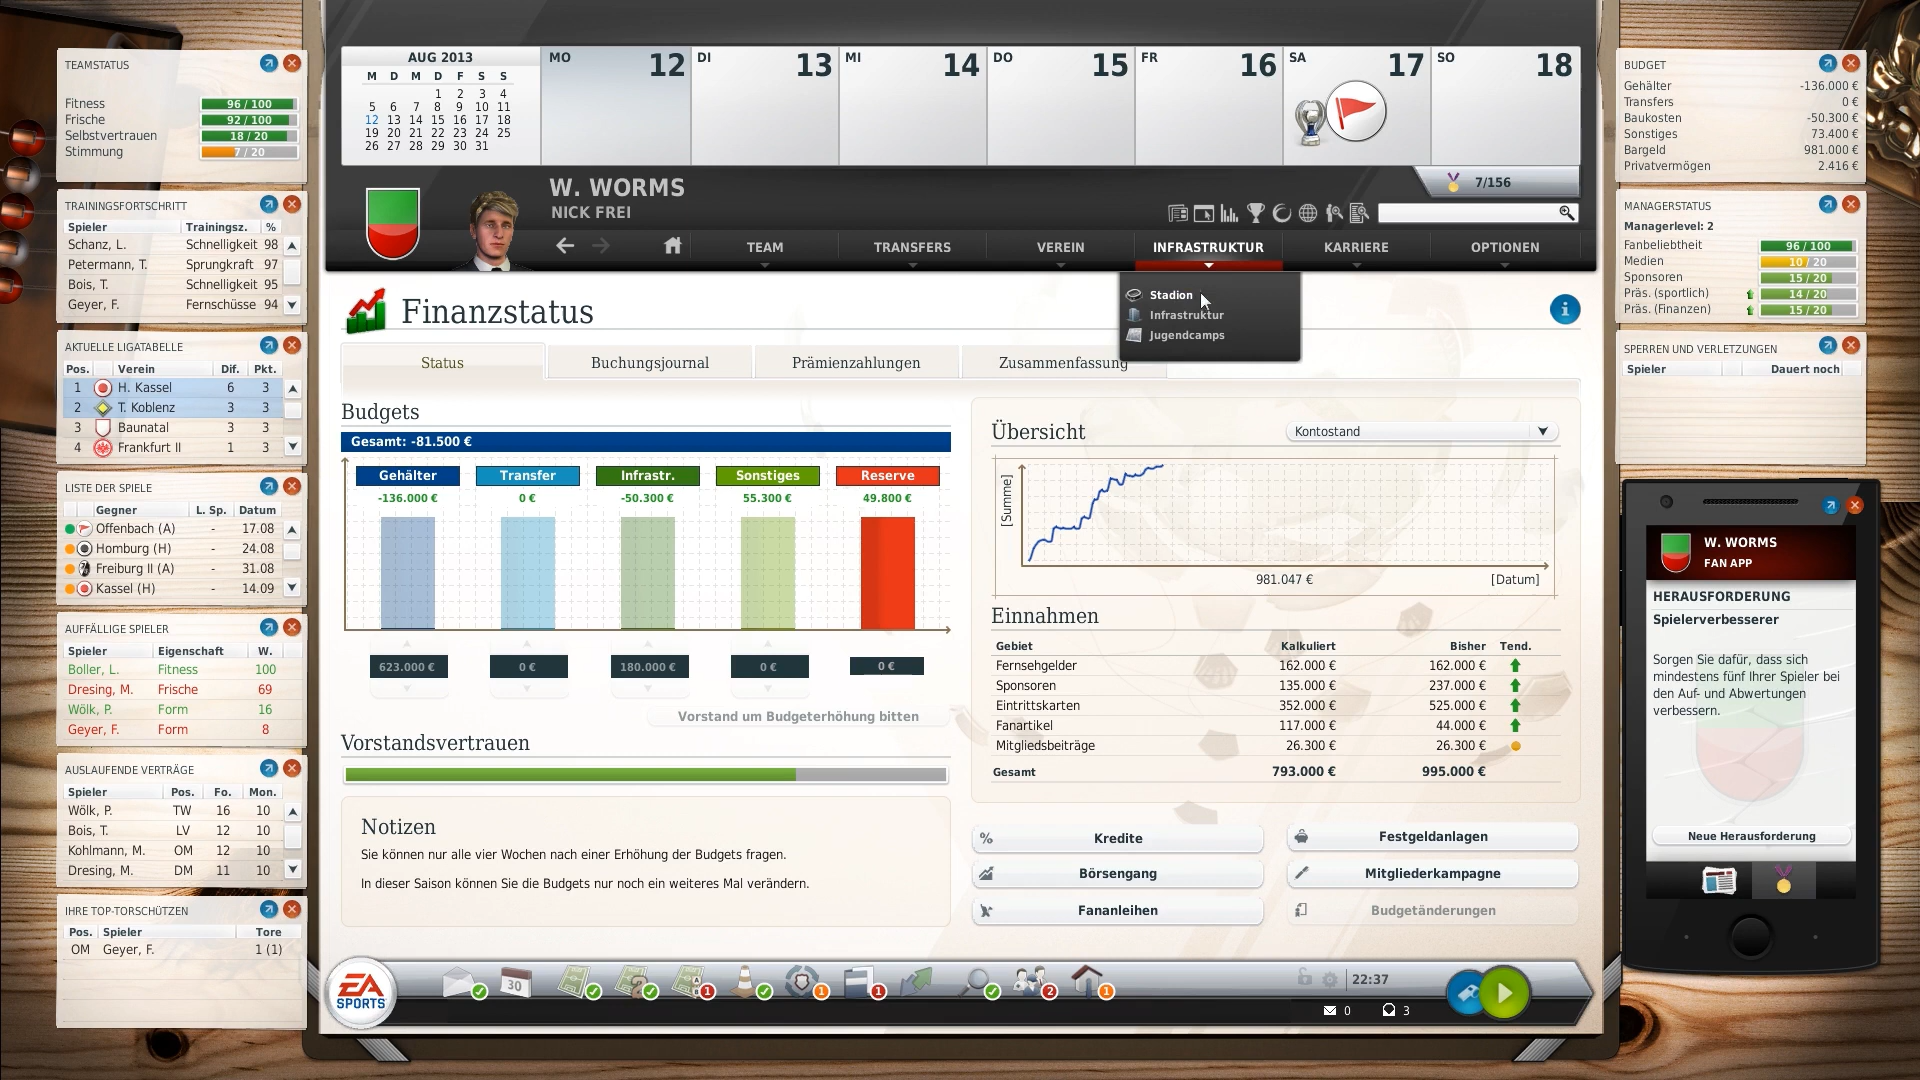 TEAMSTATUS
Fitness 96 / 100
Frische 92 / 100
Selbstvertrauen 18 / 20
Stimmung 7 / 20
TRAININGSFORTSCHRITT
Spieler Trainingsz. %
Schanz, L. Schnelligkeit 98
Petermann, T. Sprungkraft 97
Bois, T. Schnelligkeit 95
Geyer, F. Fernschüsse 94
AKTUELLE LIGATABELLE
Pos. Verein Dif. Pkt.
1 H. Kassel 6 3
2 T. Koblenz 3 3
3 Baunatal 3 3
4 Frankfurt II 1 3
LISTE DER SPIELE
Gegner L. Sp. Datum
Offenbach (A) - 17.08
Homburg (H) - 24.08
Freiburg II (A) - 31.08
Kassel (H) - 14.09
AUFFÄLLIGE SPIELER
Spieler Eigenschaft W.
Boller, L. Fitness 100
Dresing, M. Frische 69
Wölk, P. Form 16
Geyer, F. Form 8
AUSLAUFENDE VERTRÄGE
Spieler Pos. Fo. Mon.
Wölk, P. TW 16 10
Bois, T. LV 12 10
Kohlmann, M. OM 12 10
Dresing, M. DM 11 10
IHRE TOP-TORSCHÜTZEN
Pos. Spieler Tore
OM Geyer, F. 1 (1)
AUG 2013
M D M D F S S
1 2 3 4
5 6 7 8 9 10 11
12 13 14 15 16 17 18
19 20 21 22 23 24 25
26 27 28 29 30 31
MO 12 DI 13 MI 14 DO 15 FR 16 SA 17 SO 18
W. WORMS
NICK FREI
7/156
TEAM TRANSFERS VEREIN INFRASTRUKTUR KARRIERE OPTIONEN
Stadion
Infrastruktur
Jugendcamps
Finanzstatus
Status Buchungsjournal Prämienzahlungen Zusammenfassung
Budgets
Gesamt: -81.500 €
Gehälter Transfer Infrastr. Sonstiges Reserve
-136.000 € 0 € -50.300 € 55.300 € 49.800 €
623.000 € 0 € 180.000 € 0 € 0 €
Vorstand um Budgeterhöhung bitten
Vorstandsvertrauen
Notizen
Sie können nur alle vier Wochen nach einer Erhöhung der Budgets fragen.
In dieser Saison können Sie die Budgets nur noch ein weiteres Mal verändern.
Übersicht
Kontostand
[Summe]
981.047 €
[Datum]
Einnahmen
Gebiet Kalkuliert Bisher Tend.
Fernsehgelder 162.000 € 162.000 €
Sponsoren 135.000 € 237.000 €
Eintrittskarten 352.000 € 525.000 €
Fanartikel 117.000 € 44.000 €
Mitgliedsbeiträge 26.300 € 26.300 €
Gesamt 793.000 € 995.000 €
% Kredite
Festgeldanlagen
Börsengang
Mitgliederkampagne
Fananleihen
Budgetänderungen
EA SPORTS
30
1
1
1
2
1
22:37
0 3
BUDGET
Gehälter -136.000 €
Transfers 0 €
Baukosten -50.300 €
Sonstiges 73.400 €
Bargeld 981.000 €
Privatvermögen 2.416 €
MANAGERSTATUS
Managerlevel: 2
Fanbeliebtheit 96 / 100
Medien 10 / 20
Sponsoren 15 / 20
Präs. (sportlich) 14 / 20
Präs. (Finanzen) 15 / 20
SPERREN UND VERLETZUNGEN
Spieler Dauert noch
W. WORMS
FAN APP
HERAUSFORDERUNG
Spielerverbesserer
Sorgen Sie dafür, dass sich
mindestens fünf Ihrer Spieler bei
den Auf- und Abwertungen
verbessern.
Neue Herausforderung